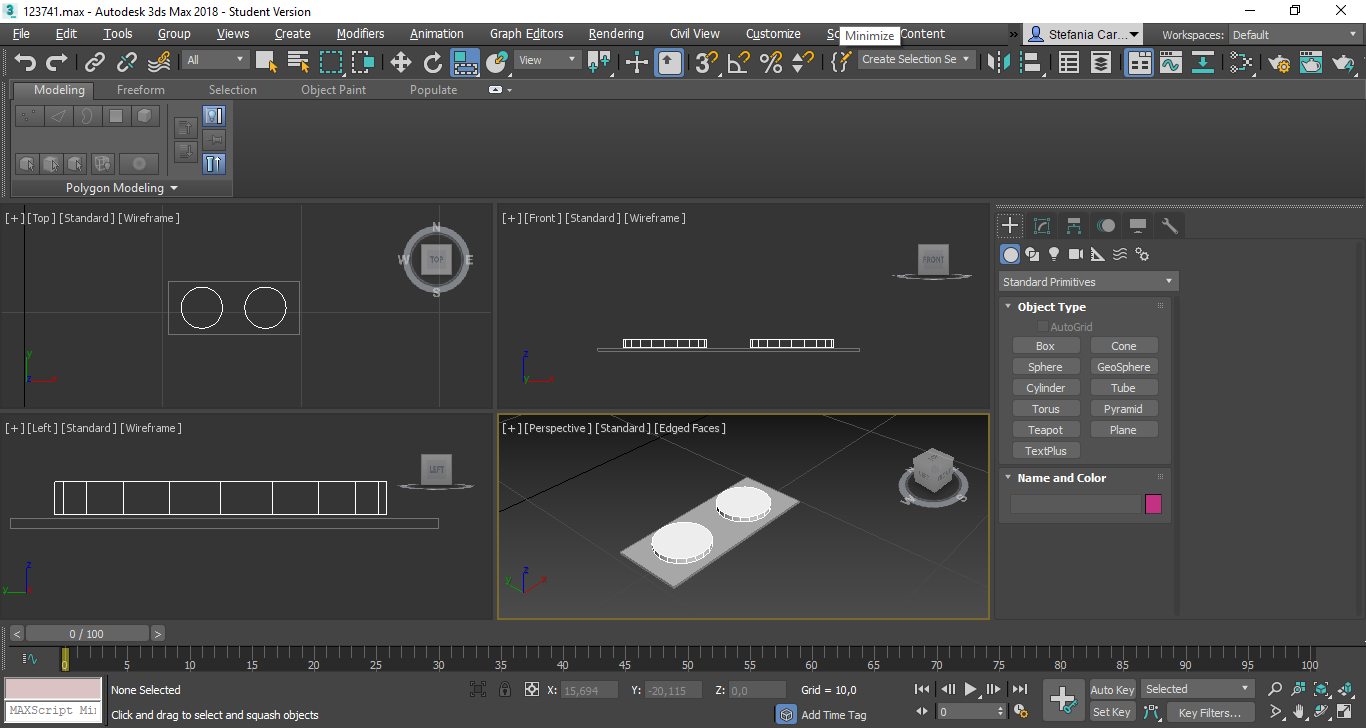 123741.max - Autodesk 3ds Max 2018 - Student Version
File Edit Tools Group Views Create Modifiers Animation Graph Editors Rendering Civil View Customize Sc Minimize Content » Stefania Car... Workspaces: Default
All View Create Selection Se
Modeling Freeform Selection Object Paint Populate
Polygon Modeling
[+] [Top] [Standard] [Wireframe]
N
W TOP E
S
[+] [Front] [Standard] [Wireframe]
FRONT
z
y x
y
z x
Standard Primitives
Object Type
AutoGrid
Box Cone
Sphere GeoSphere
Cylinder Tube
Torus Pyramid
Teapot Plane
TextPlus
Name and Color
[+] [Left] [Standard] [Wireframe]
LEFT
z
y x
[+] [Perspective] [Standard] [Edged Faces]
W S
z
y x
< 0 / 100 >
0 5 10 15 20 25 30 35 40 45 50 55 60 65 70 75 80 85 90 95 100
None Selected X: 15,694 Y: -20,115 Z: 0,0 Grid = 10,0 Auto Key Selected
MAXScript Mi
Click and drag to select and squash objects Add Time Tag 0 Set Key Key Filters...